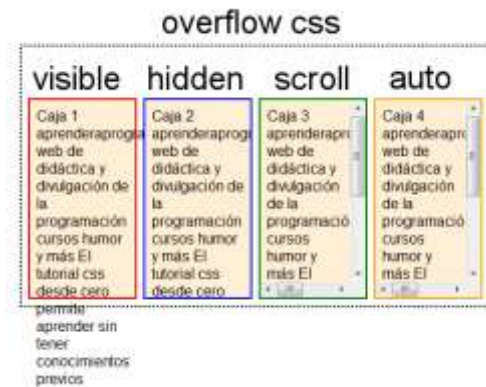 overflow css
visible hidden scroll auto
Caja 1
aprenderaprogra
web de
didáctica y
divulgación de
la
programación
cursos humor
y más El
tutorial css
desde cero
permite
aprender sin
tener
conocimientos
previos
Caja 2
aprenderaprogr
web de
didáctica y
divulgación de
la
programación
cursos humor
y más El
tutorial css
desde cero
Caja 3
aprenderapr
web de
didáctica y
divulgación
de la
programació
cursos
humor y
más El
Caja 4
aprenderapr
web de
didáctica y
divulgación
de la
programació
cursos
humor y
más El